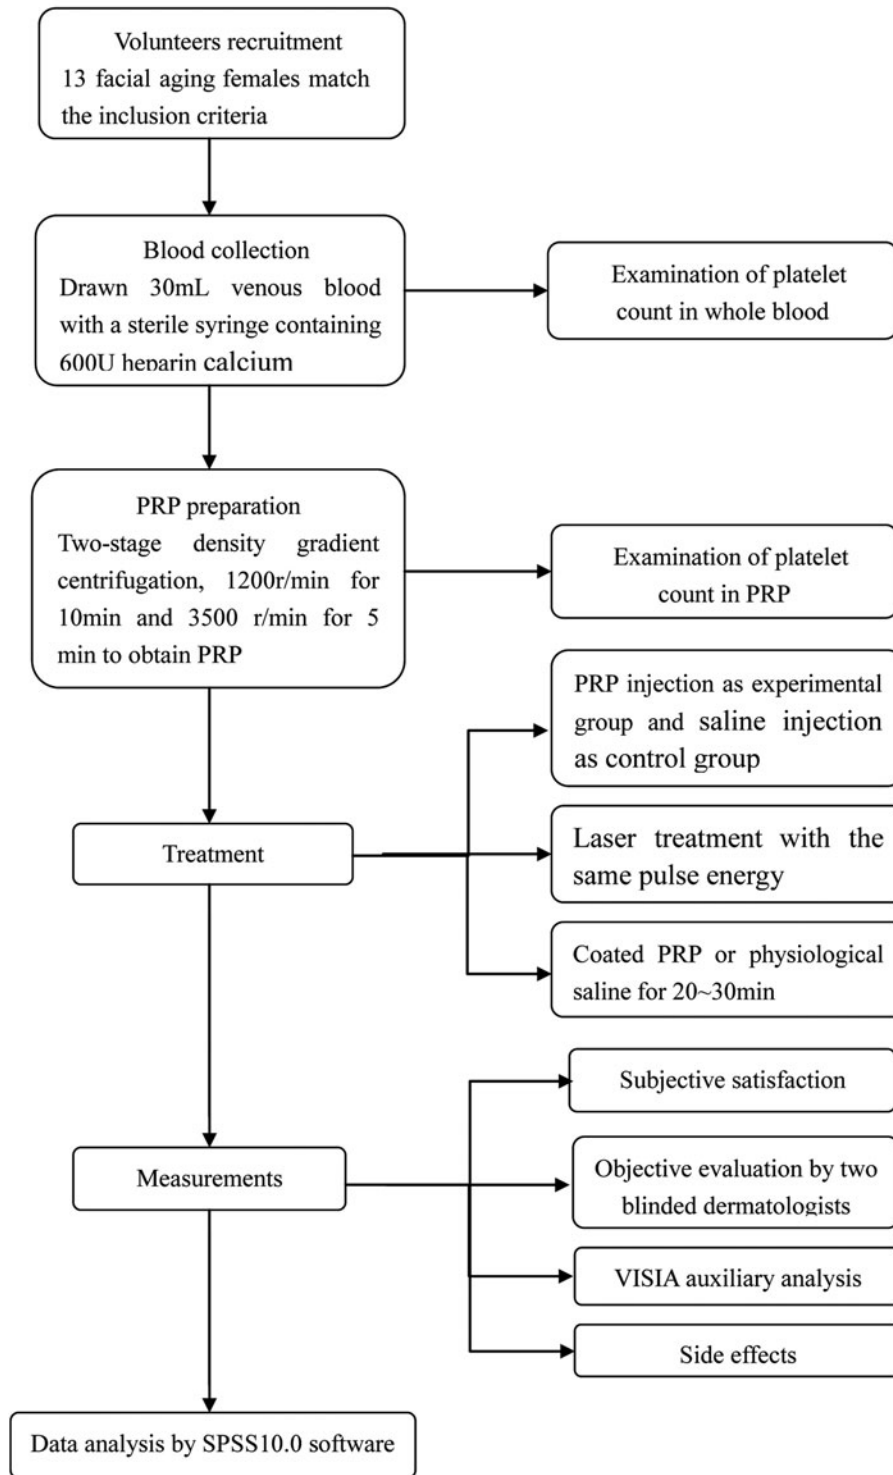 Volunteers recruitment
13 facial aging females match
the inclusion criteria
Blood collection
Drawn 30mL venous blood
with a sterile syringe containing
600U heparin calcium
Examination of platelet
count in whole blood
PRP preparation
Two-stage density gradient
centrifugation, 1200r/min for
10min and 3500 r/min for 5
min to obtain PRP
Examination of platelet
count in PRP
Treatment
PRP injection as experimental
group and saline injection
as control group
Laser treatment with the
same pulse energy
Coated PRP or physiological
saline for 20~30min
Measurements
Subjective satisfaction
Objective evaluation by two
blinded dermatologists
VISIA auxiliary analysis
Side effects
Data analysis by SPSS10.0 software